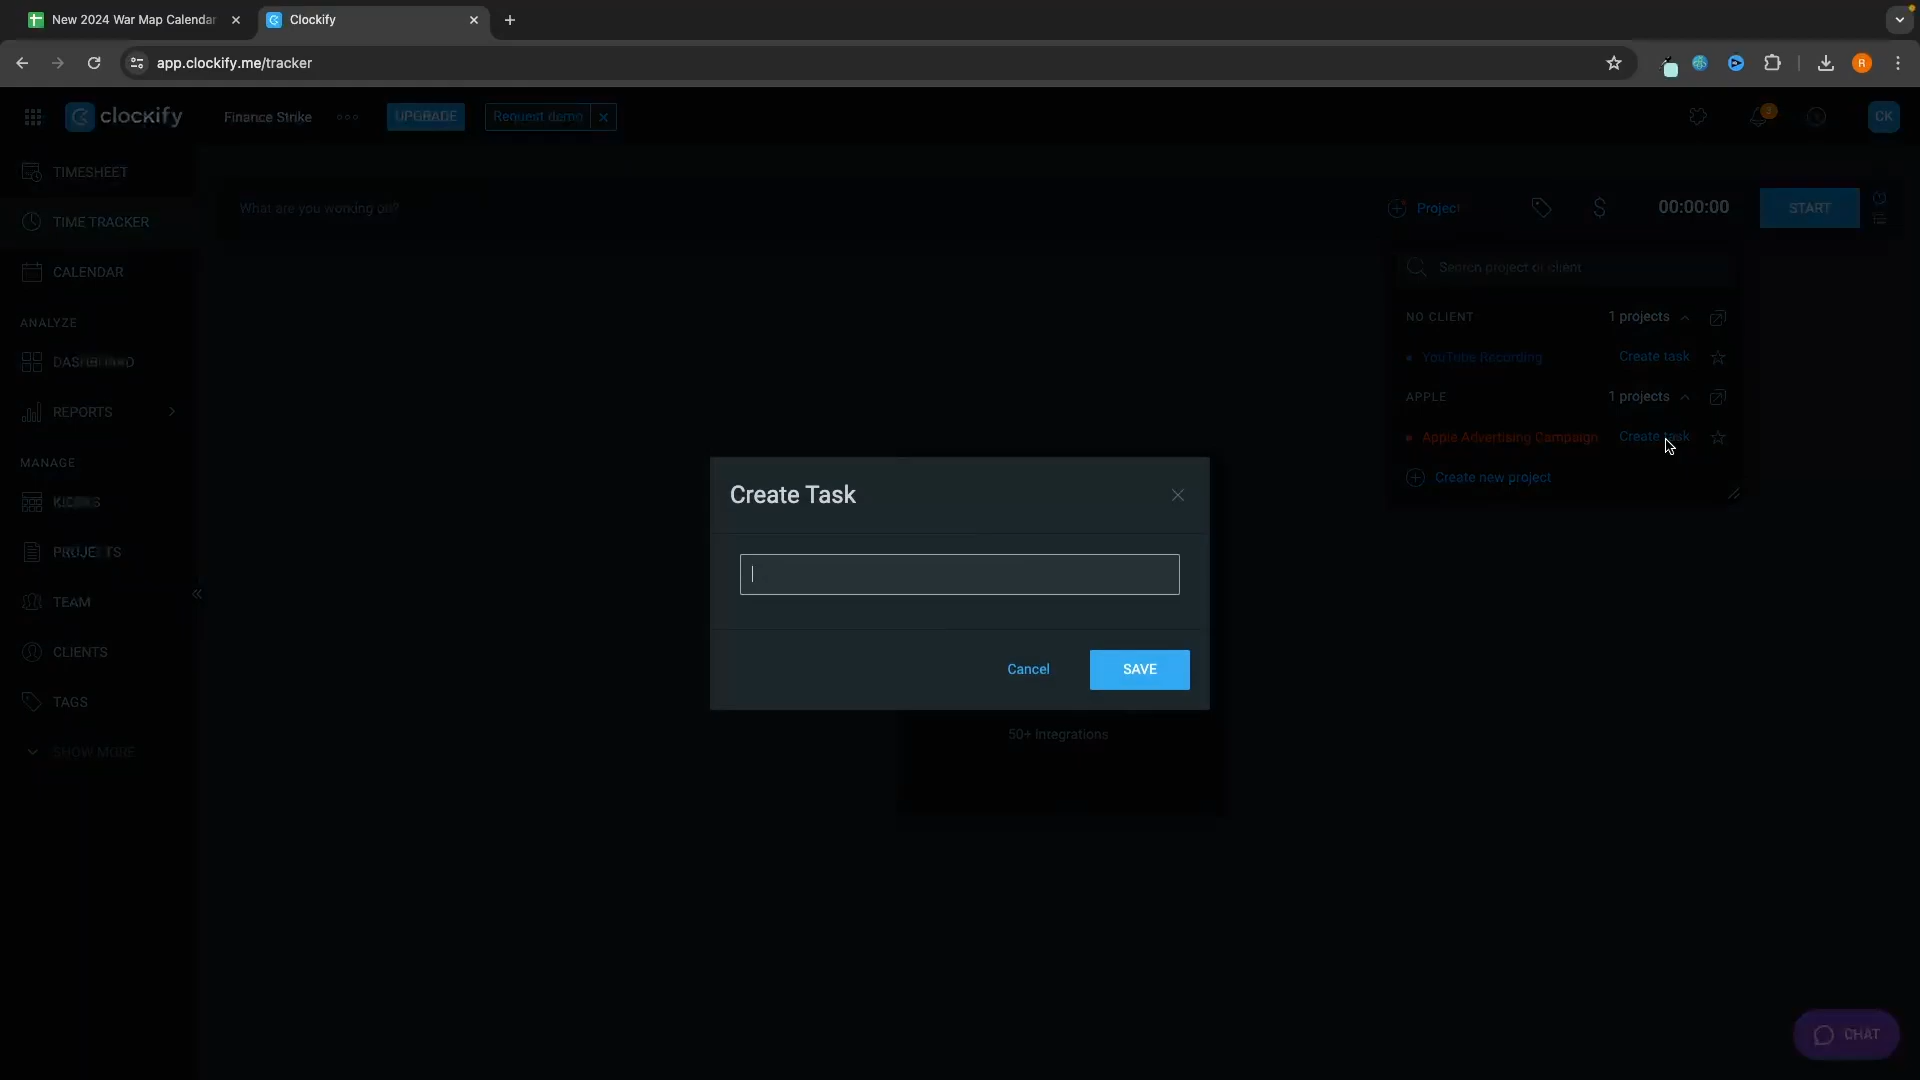 New 2024 War Map Calendar
Clockify
app.clockify.me/tracker
R
clockify
Finance Strike
UPGRADE
Request demo
3
CK
TIMESHEET
TIME TRACKER
CALENDAR
ANALYZE
DASHBOARD
REPORTS
MANAGE
KIOSKS
PROJECTS
TEAM
CLIENTS
TAGS
SHOW MORE
What are you working on?
Project
$
00:00:00
START
Search project or client
NO CLIENT
1 projects
YouTube Recording
Create task
APPLE
1 projects
Apple Advertising Campaign
Create task
Create new project
Create Task
Cancel
SAVE
50+ Integrations
CHAT